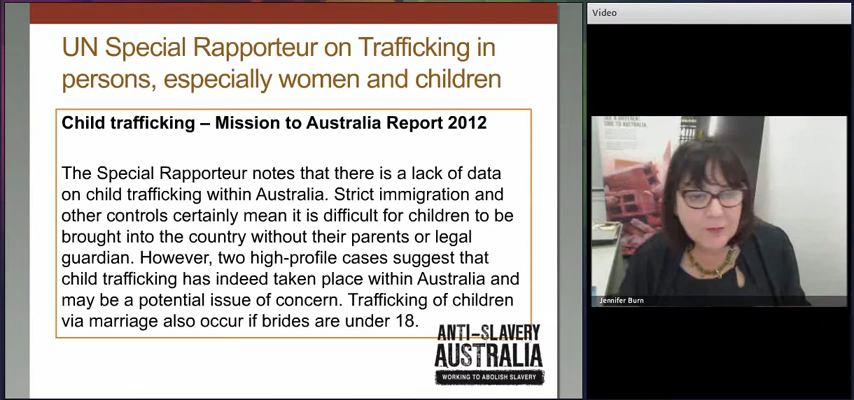 UN Special Rapporteur on Trafficking in
persons, especially women and children
Child trafficking – Mission to Australia Report 2012
The Special Rapporteur notes that there is a lack of data
on child trafficking within Australia. Strict immigration and
other controls certainly mean it is difficult for children to be
brought into the country without their parents or legal
guardian. However, two high-profile cases suggest that
child trafficking has indeed taken place within Australia and
may be a potential issue of concern. Trafficking of children
via marriage also occur if brides are under 18.
ANTI-SLAVERY
AUSTRALIA
WORKING TO ABOLISH SLAVERY
Video
Jennifer Burn